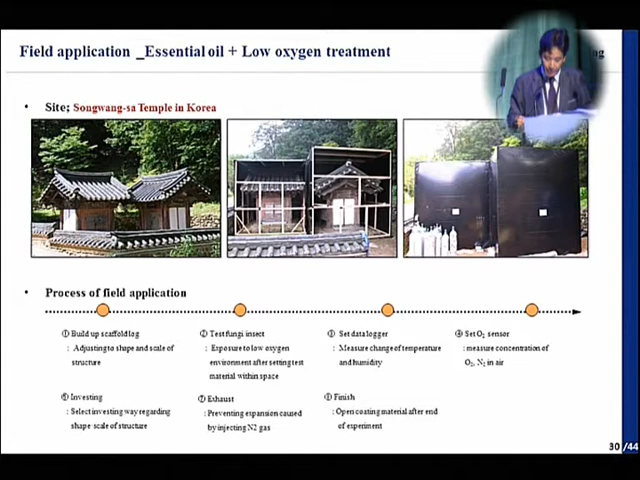 Field application _Essential oil + Low oxygen treatment
ng
• Site; Songwang-sa Temple in Korea
• Process of field application
① Build up scaffold log
: Adjusting to shape and scale of
structure
② Test fungi insect
: Exposure to low oxygen
environment after setting test
material within space
③ Set data logger
: Measure change of temperature
and humidity
④ Set O₂ sensor
: measure concentration of
O₂, N₂ in air
Investing
: Select investing way regarding
shape·scale of structure
Exhaust
: Preventing expansion caused
by injecting N2 gas
Finish
: Open coating material after end
of experiment
30 /44